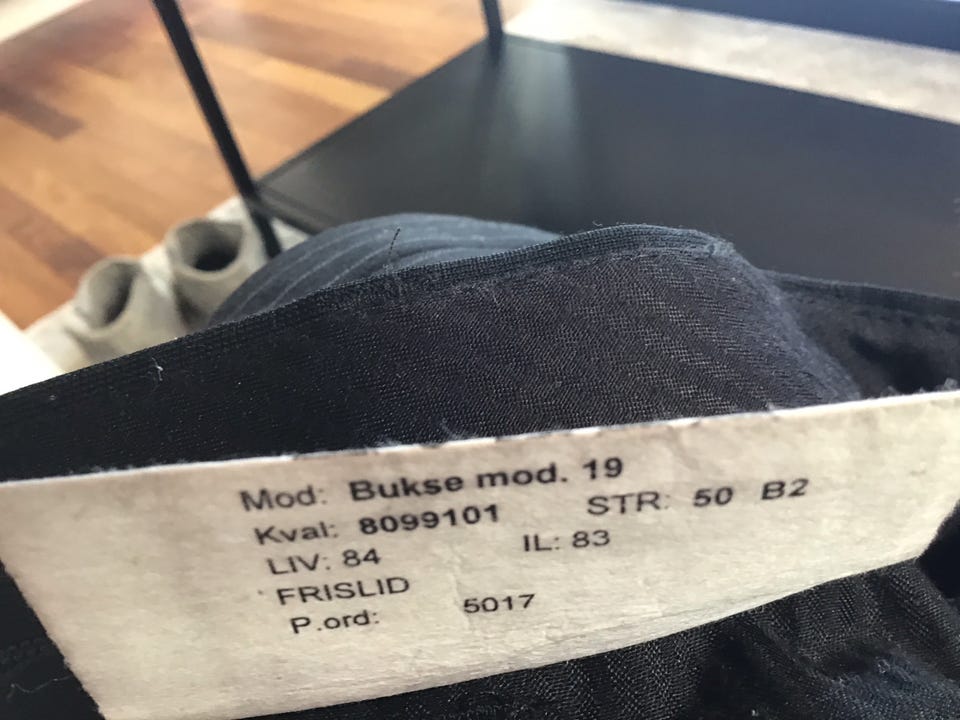 Mod: Bukse mod. 19
Kval: 8099101 STR: 50 B2
LIV: 84 IL: 83
FRISLID
P.ord: 5017